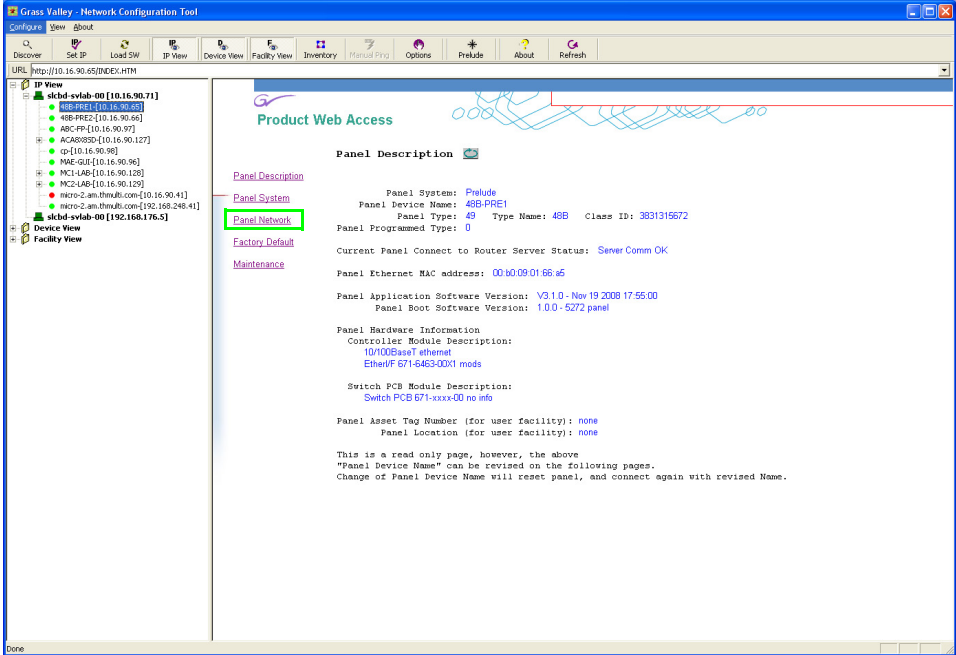 Grass Valley - Network Configuration Tool
Configure View About
Discover Set IP Load SW IP View Device View Facility View Inventory Manual Ping Options Prelude About Refresh
URL http://10.16.90.65/INDEX.HTM
IP View
slcbd-svlab-00 [10.16.90.71]
48B-PRE1-[10.16.90.65]
48B-PRE2-[10.16.90.66]
ABC-FP-[10.16.90.97]
ACA8X85D-[10.16.90.127]
cp-[10.16.90.98]
MAE-GUI-[10.16.90.96]
MC1-LAB-[10.16.90.128]
MC2-LAB-[10.16.90.129]
micro-2.am.thmulti.com-[10.16.90.41]
micro-2.am.thmulti.com-[192.168.248.41]
slcbd-svlab-00 [192.168.176.5]
Device View
Facility View
Product Web Access
Panel Description
Panel System
Panel Network
Factory Default
Maintenance
Panel Description
Panel System: Prelude
Panel Device Name: 48B-PRE1
Panel Type: 49 Type Name: 48B Class ID: 3831315672
Panel Programmed Type: 0
Current Panel Connect to Router Server Status: Server Comm OK
Panel Ethernet MAC address: 00:b0:09:01:66:a5
Panel Application Software Version: V3.1.0 - Nov 19 2008 17:55:00
Panel Boot Software Version: 1.0.0 - 5272 panel
Panel Hardware Information
Controller Module Description:
10/100BaseT ethernet
EtherI/F 671-6463-00X1 mods
Switch PCB Module Description:
Switch PCB 671-xxxx-00 no info
Panel Asset Tag Number (for user facility): none
Panel Location (for user facility): none
This is a read only page, however, the above
"Panel Device Name" can be revised on the following pages.
Change of Panel Device Name will reset panel, and connect again with revised Name.
Done